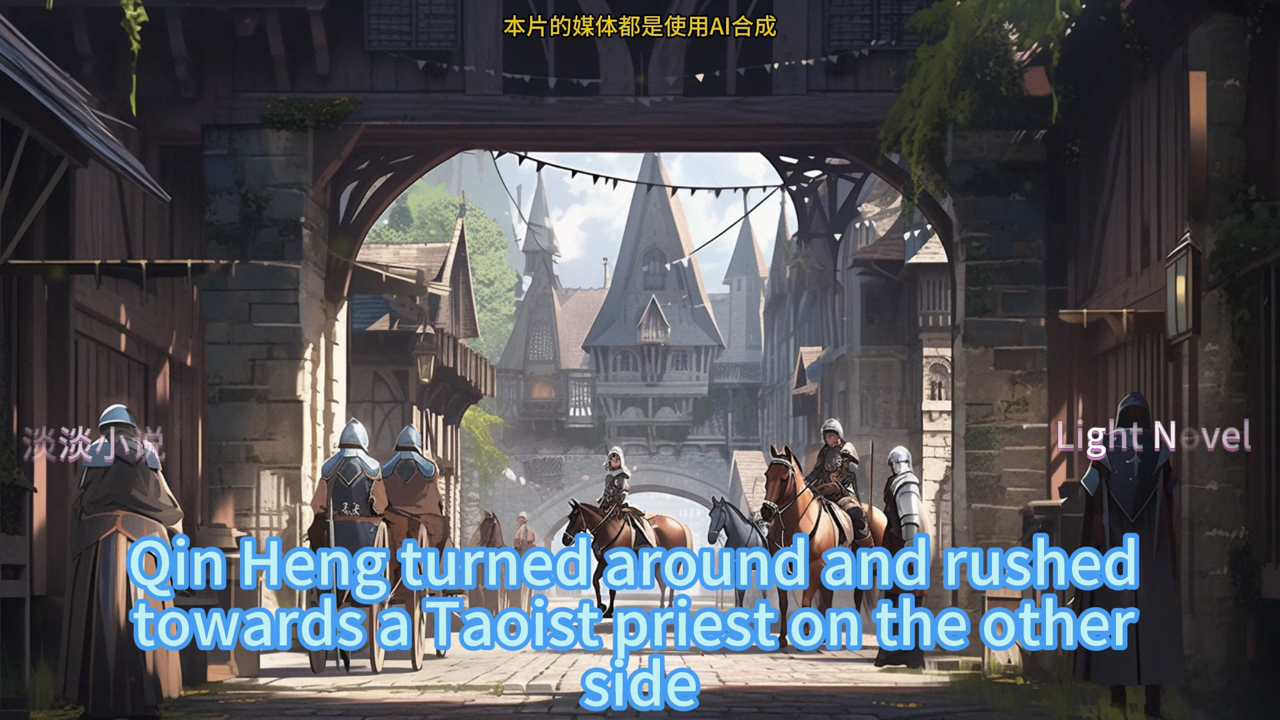 本片的媒体都是使用AI合成
淡淡小说
Light Novel
Qin Heng turned around and rushed
towards a Taoist priest on the other
side